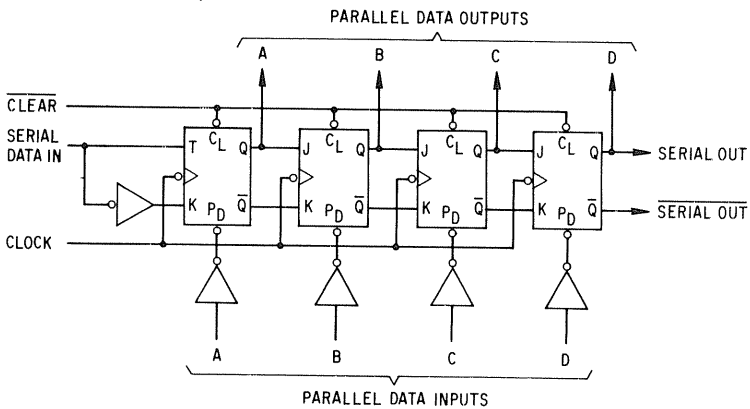 PARALLEL DATA OUTPUTS
A B C D
CLEAR
SERIAL DATA IN
T CL Q J CL Q J CL Q J CL Q SERIAL OUT
K PD Q K PD Q K PD Q K PD Q SERIAL OUT
CLOCK
A B C D
PARALLEL DATA INPUTS